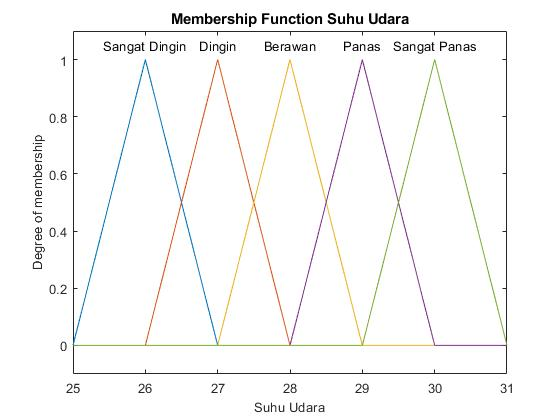 Membership Function Suhu Udara
Sangat Dingin Dingin Berawan Panas Sangat Panas
1
0.8
0.6
0.4
0.2
0
Degree of membership
25 26 27 28 29 30 31
Suhu Udara